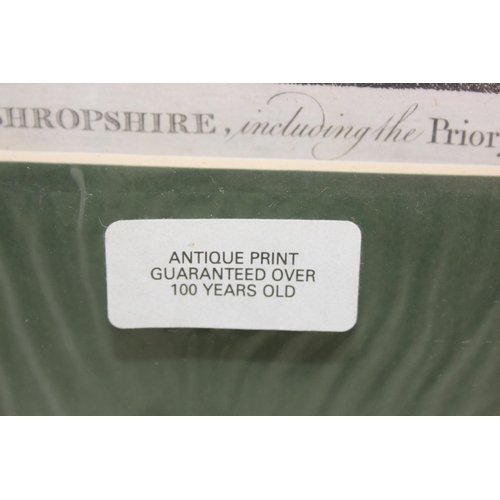 SHROPSHIRE, including the Priory
ANTIQUE PRINT
GUARANTEED OVER
100 YEARS OLD